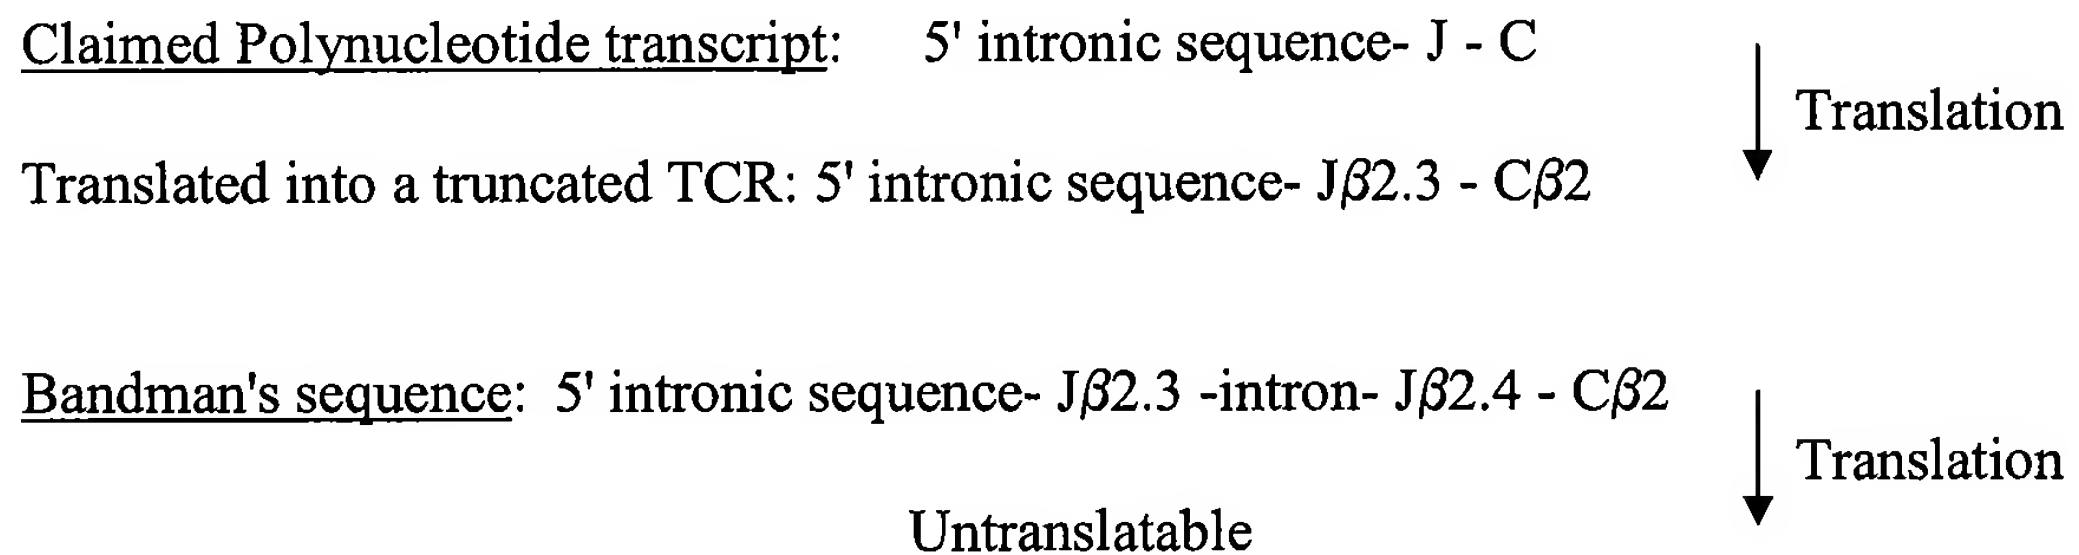 Claimed Polynucleotide transcript: 5' intronic sequence- J - C
Translation
Translated into a truncated TCR: 5' intronic sequence- Jβ2.3 - Cβ2
Bandman's sequence: 5' intronic sequence- Jβ2.3 -intron- Jβ2.4 - Cβ2
Translation
Untranslatable